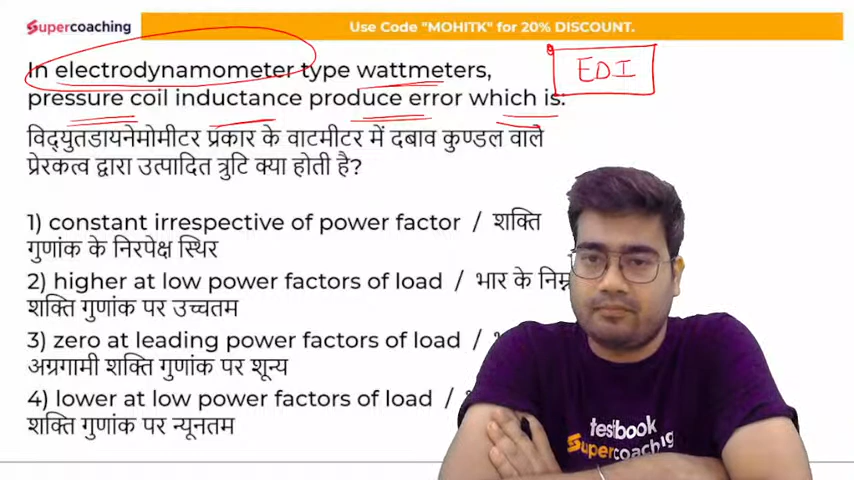 Supercoaching
Use Code "MOHITK" for 20% DISCOUNT.
In electrodynamometer type wattmeters,
EDI
pressure coil inductance produce error which is:
विद्युतडायनेमोमीटर प्रकार के वाटमीटर में दबाव कुण्डल वाले
प्रेरकत्व द्वारा उत्पादित त्रुटि क्या होती है?
1) constant irrespective of power factor / शक्ति
गुणांक के निरपेक्ष स्थिर
2) higher at low power factors of load / भार के निम्न
शक्ति गुणांक पर उच्चतम
3) zero at leading power factors of load /
अग्रगामी शक्ति गुणांक पर शून्य
4) lower at low power factors of load /
शक्ति गुणांक पर न्यूनतम
testbook
Supercoachng